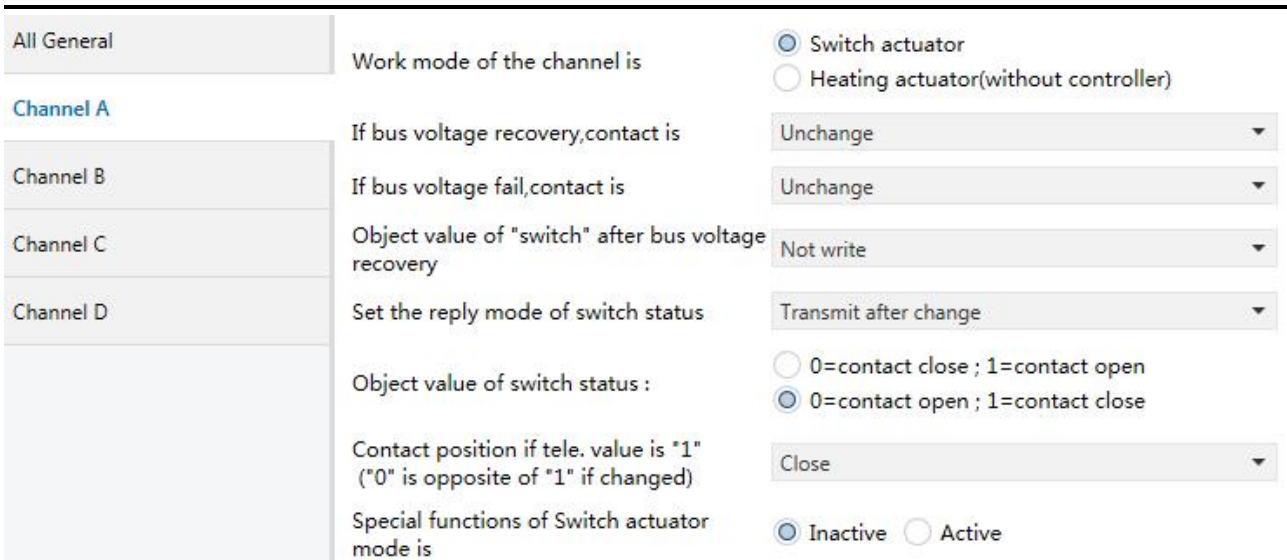 All General
Channel A
Channel B
Channel C
Channel D
Work mode of the channel is
Switch actuator
Heating actuator(without controller)
If bus voltage recovery,contact is
Unchange
If bus voltage fail,contact is
Unchange
Object value of "switch" after bus voltage
recovery
Not write
Set the reply mode of switch status
Transmit after change
Object value of switch status :
0=contact close ; 1=contact open
0=contact open ; 1=contact close
Contact position if tele. value is "1"
("0" is opposite of "1" if changed)
Close
Special functions of Switch actuator
mode is
Inactive Active